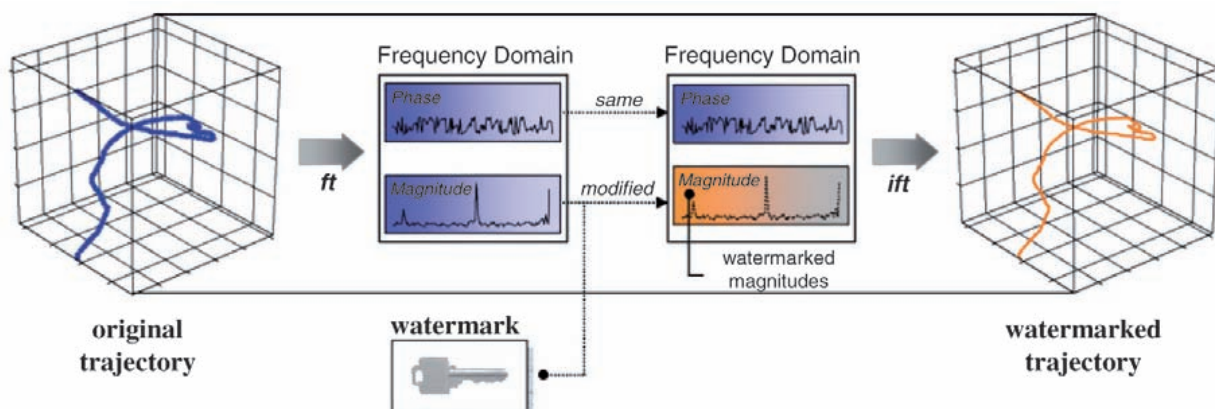 Frequency Domain
Frequency Domain
Phase
same
Phase
ft
ift
Magnitude
modified
Magnitude
watermarked
magnitudes
original
trajectory
watermark
watermarked
trajectory